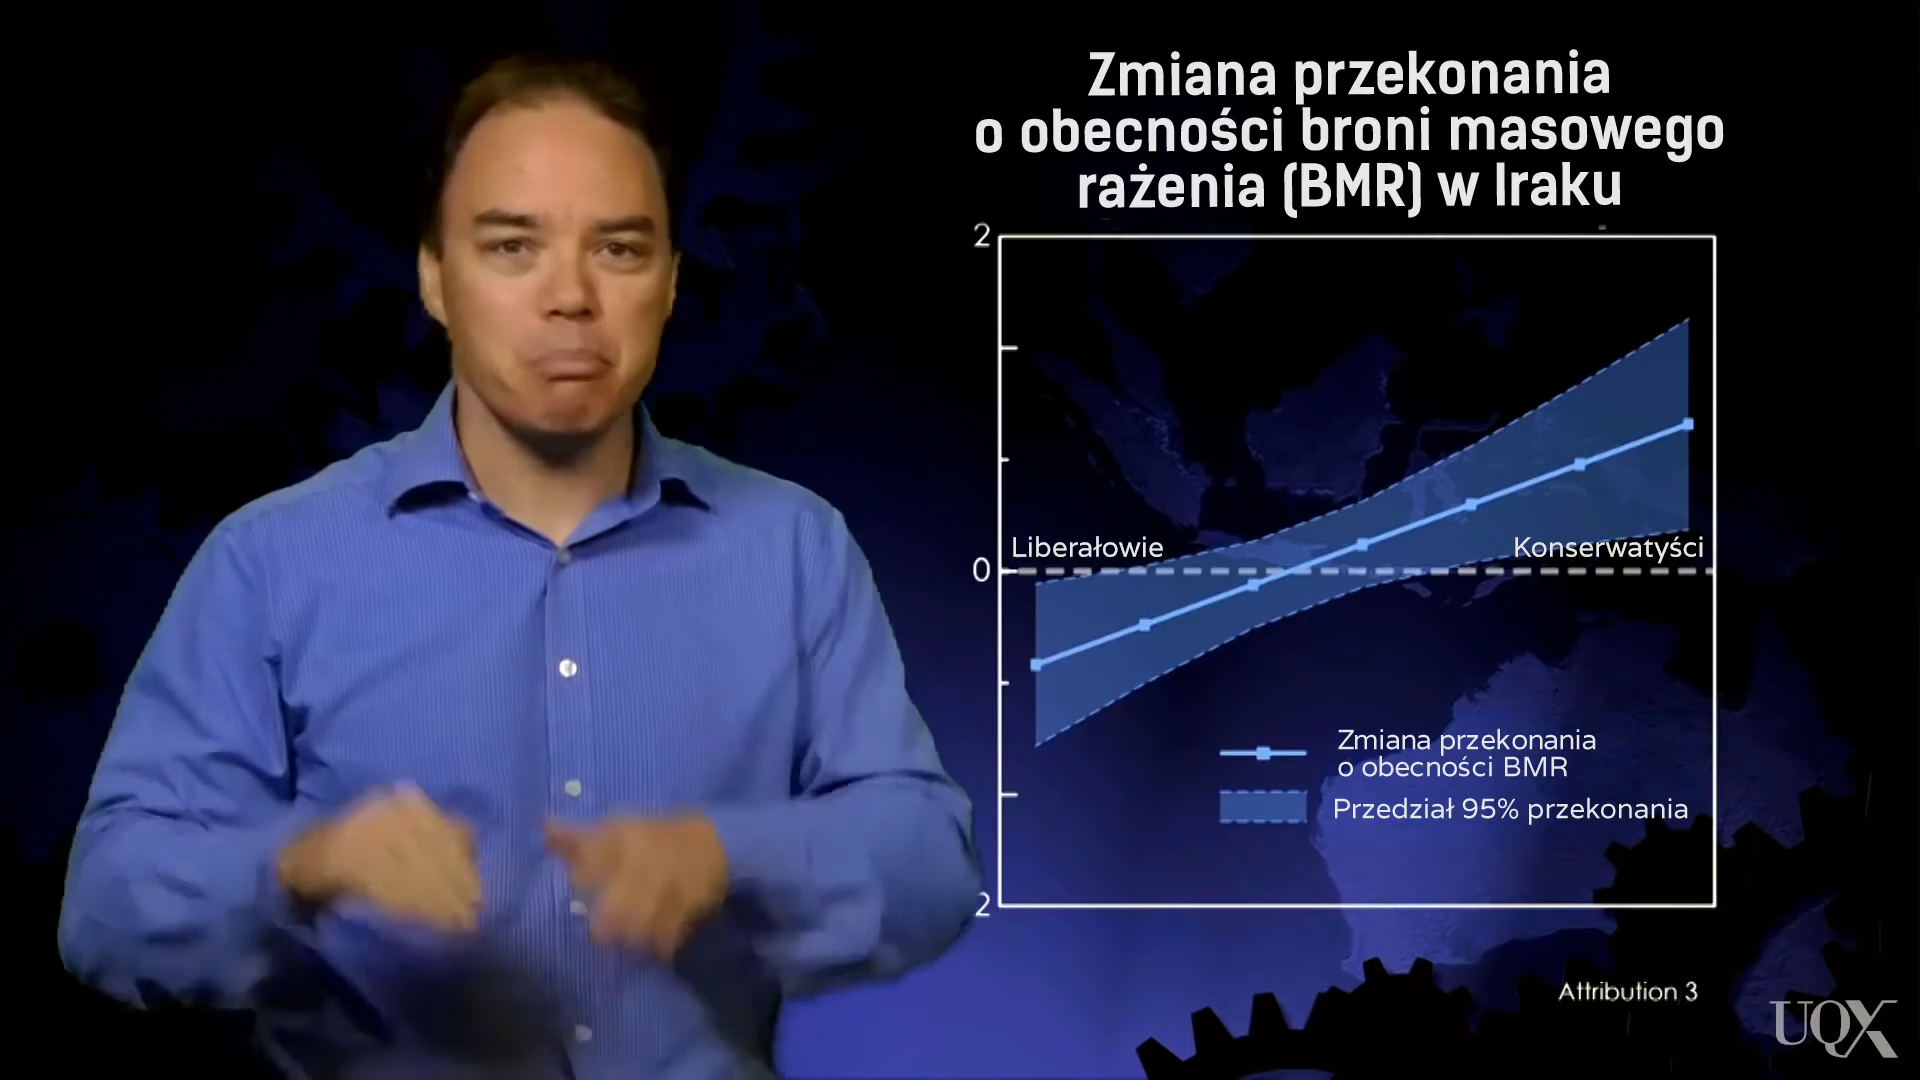 Zmiana przekonania
o obecności broni masowego
rażenia (BMR) w Iraku
2
Liberałowie
Konserwatyści
0
Zmiana przekonania
o obecności BMR
Przedział 95% przekonania
2
Attribution 3
UQX